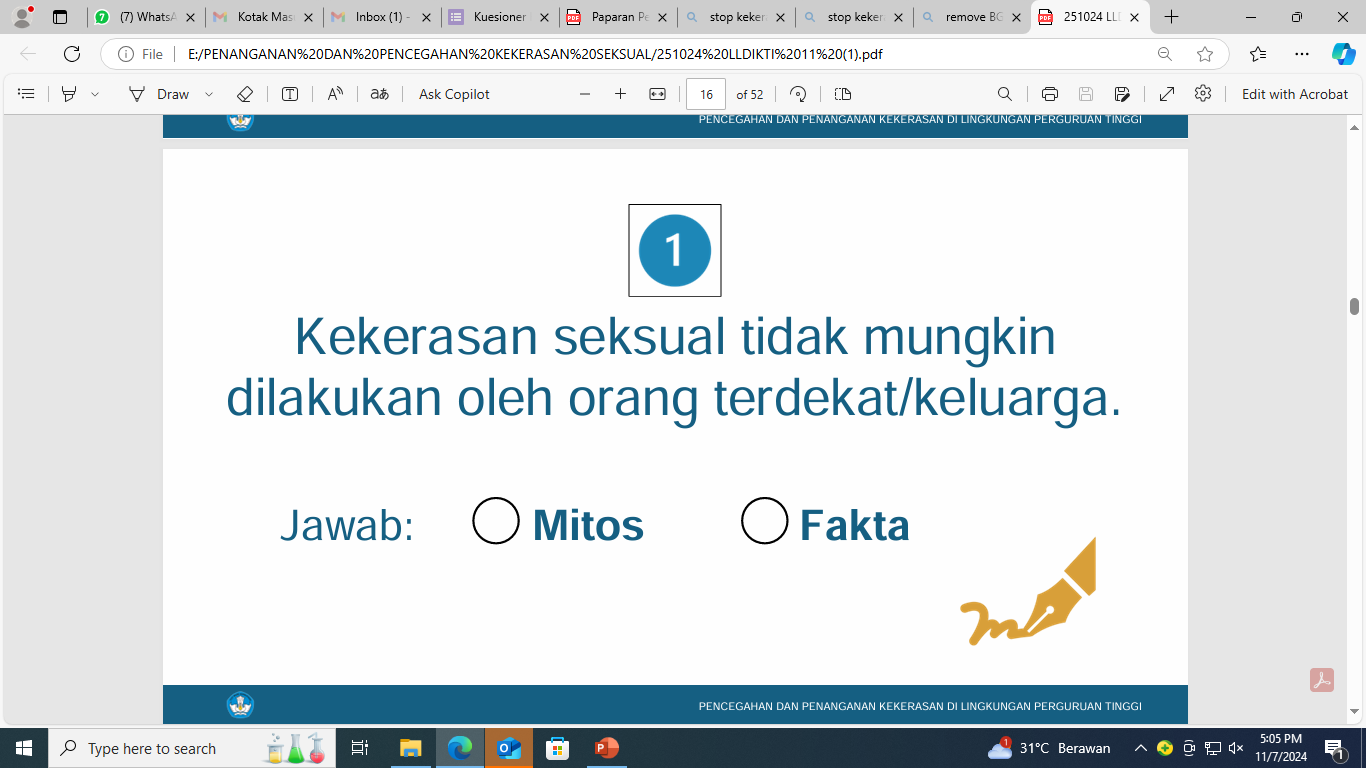 (7) WhatsA
Kotak Mas
Inbox (1) -
Kuesioner
Paparan Pe
stop keker
stop keker
remove BG
251024 LLD
File
E:/PENANGANAN%20DAN%20PENCEGAHAN%20KEKERASAN%20SEKSUAL/251024%20LLDIKTI%2011%20(1).pdf
Draw
Ask Copilot
16 of 52
Edit with Acrobat
PENCEGAHAN DAN PENANGANAN KEKERASAN DI LINGKUNGAN PERGURUAN TINGGI
1
Kekerasan seksual tidak mungkin
dilakukan oleh orang terdekat/keluarga.
Jawab: Mitos Fakta
PENCEGAHAN DAN PENANGANAN KEKERASAN DI LINGKUNGAN PERGURUAN TINGGI
Type here to search
31°C Berawan
5:05 PM
11/7/2024